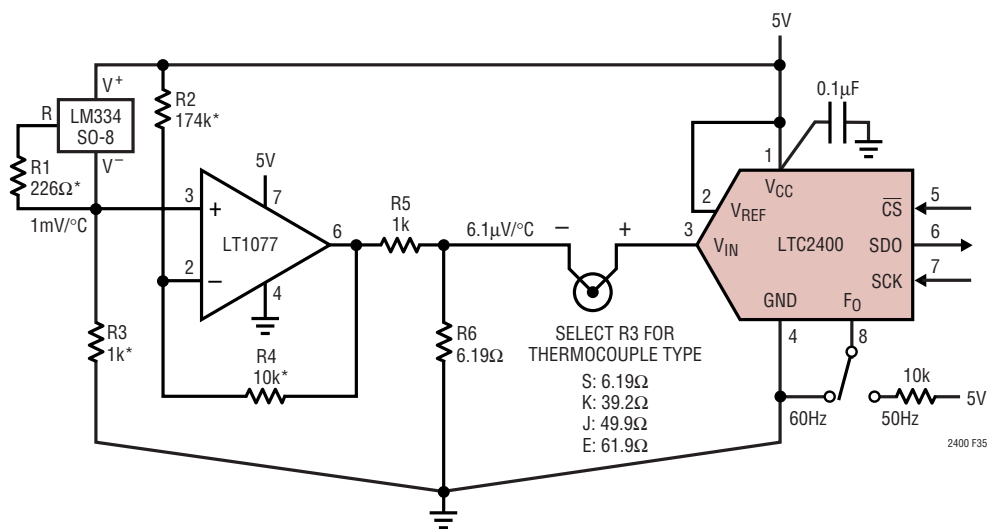 5V
0.1µF
V+
R
LM334
SO-8
V–
R1
226Ω*
1mV/°C
R2
174k*
5V
3
7
+
LT1077
6
2
–
4
R5
1k
6.1µV/°C
–
+
R3
1k*
R4
10k*
R6
6.19Ω
SELECT R3 FOR
THERMOCOUPLE TYPE
S: 6.19Ω
K: 39.2Ω
J: 49.9Ω
E: 61.9Ω
1
VCC
2
VREF
3
VIN
LTC2400
CS
5
SDO
6
SCK
7
GND
FO
4
8
10k
5V
60Hz
50Hz
2400 F35